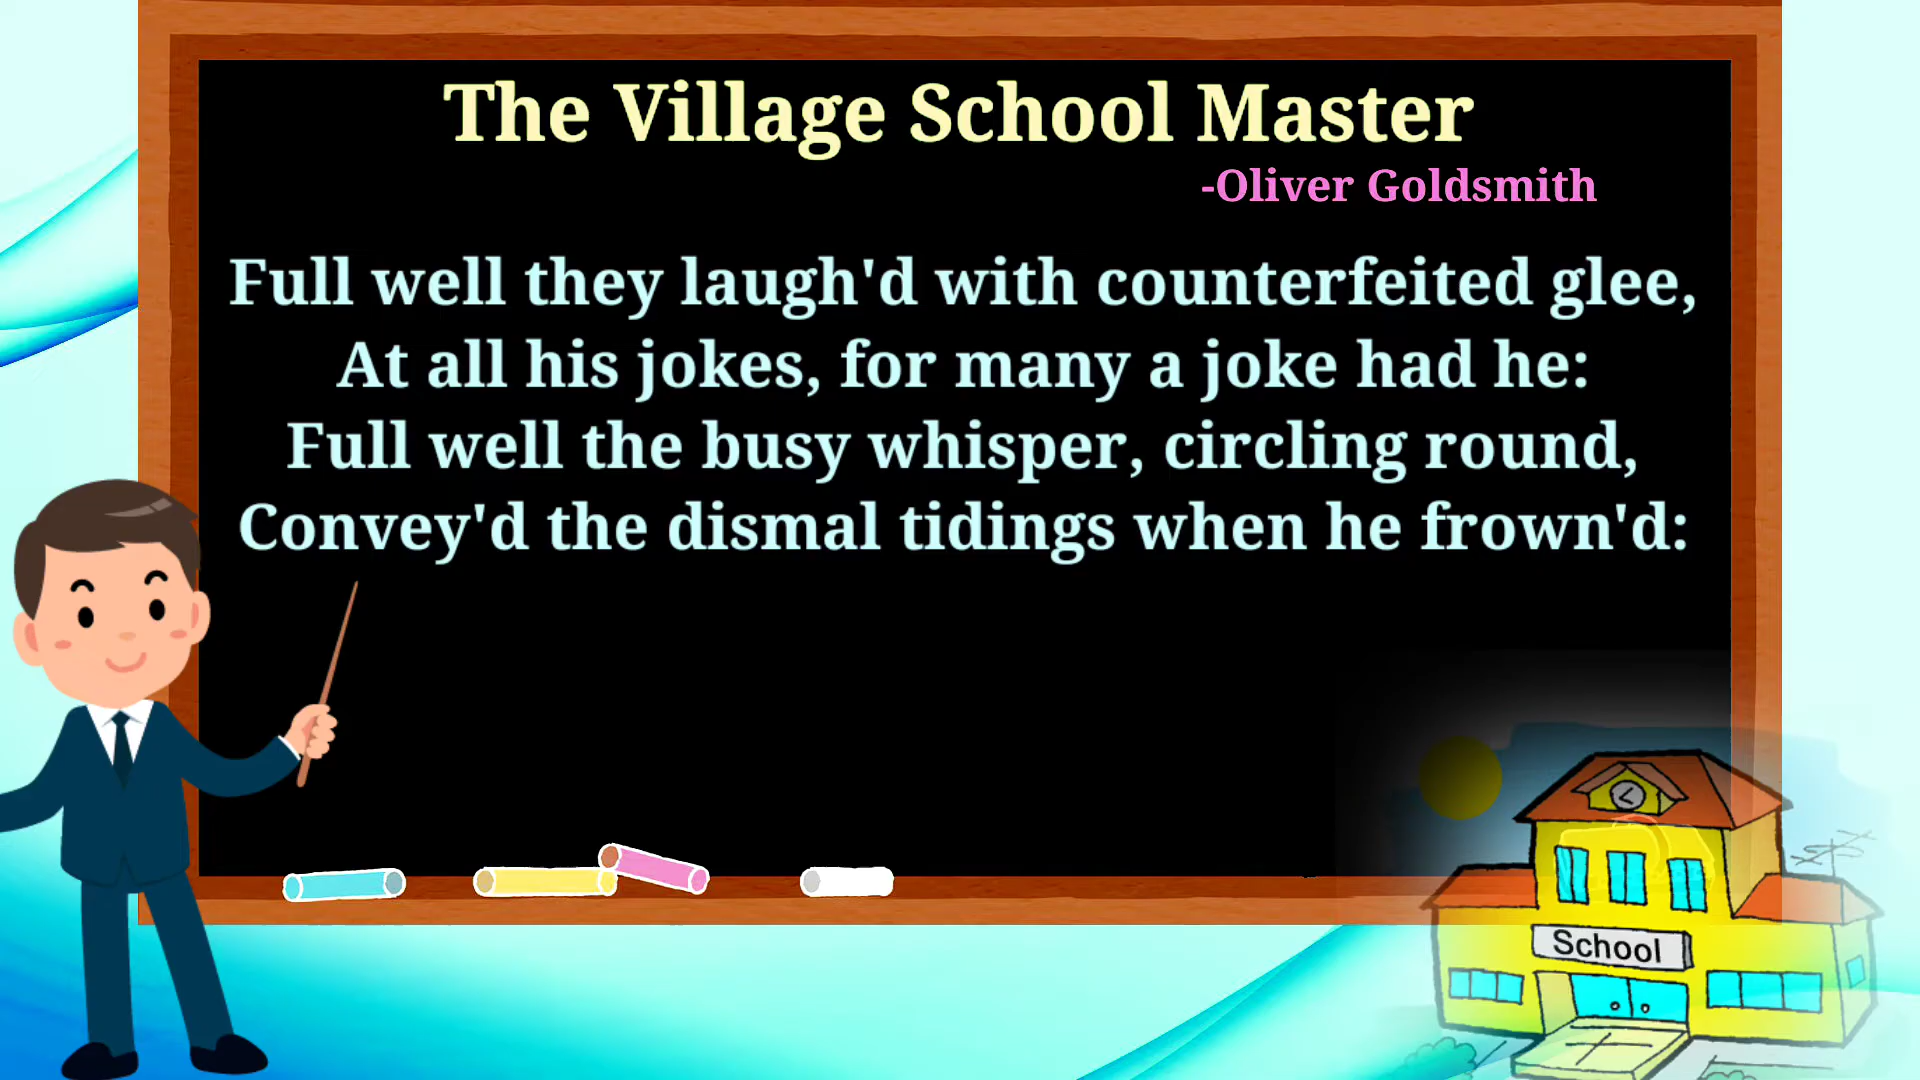 The Village School Master
-Oliver Goldsmith
Full well they laugh'd with counterfeited glee,
At all his jokes, for many a joke had he:
Full well the busy whisper, circling round,
Convey'd the dismal tidings when he frown'd:
School